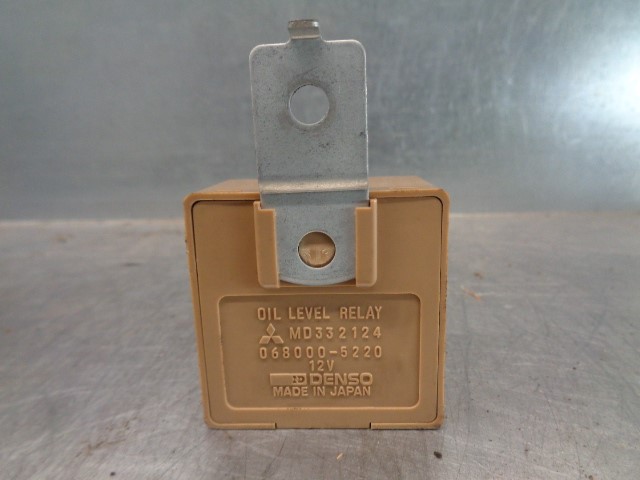 OIL LEVEL RELAY
MD332124
068000-5220
12V
DENSO
MADE IN JAPAN